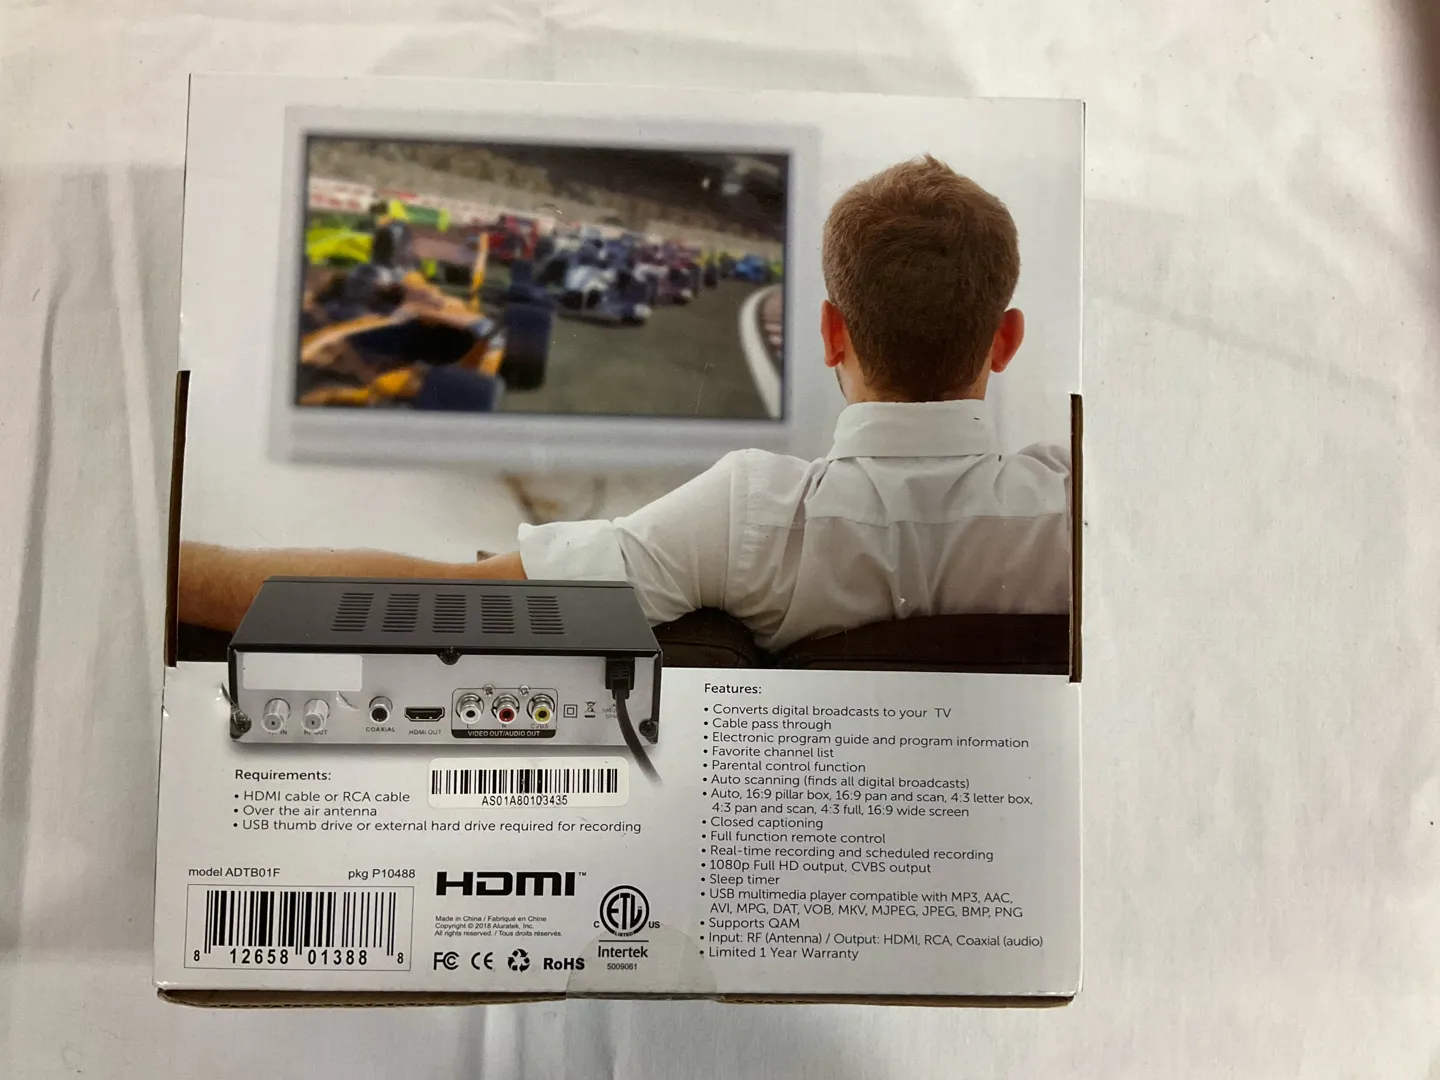 RF IN
RF OUT
COAXIAL
HDMI OUT
L
R
CVBS
VIDEO OUT/AUDIO OUT
Requirements:
• HDMI cable or RCA cable
• Over the air antenna
• USB thumb drive or external hard drive required for recording
AS01A80103435
model ADTB01F
pkg P10488
8 12658 01388 8
HDMI™
Made in China / Fabriqué en Chine
Copyright © 2018 Aluratek, Inc.
All rights reserved. / Tous droits réservés.
FC CE RoHS
C ETL US
LISTED
Intertek
5009061
Features:
• Converts digital broadcasts to your TV
• Cable pass through
• Electronic program guide and program information
• Favorite channel list
• Parental control function
• Auto scanning (finds all digital broadcasts)
• Auto, 16:9 pillar box, 16:9 pan and scan, 4:3 letter box,
4:3 pan and scan, 4:3 full, 16:9 wide screen
• Closed captioning
• Full function remote control
• Real-time recording and scheduled recording
• 1080p Full HD output, CVBS output
• Sleep timer
• USB multimedia player compatible with MP3, AAC,
AVI, MPG, DAT, VOB, MKV, MJPEG, JPEG, BMP, PNG
• Supports QAM
• Input: RF (Antenna) / Output: HDMI, RCA, Coaxial (audio)
• Limited 1 Year Warranty